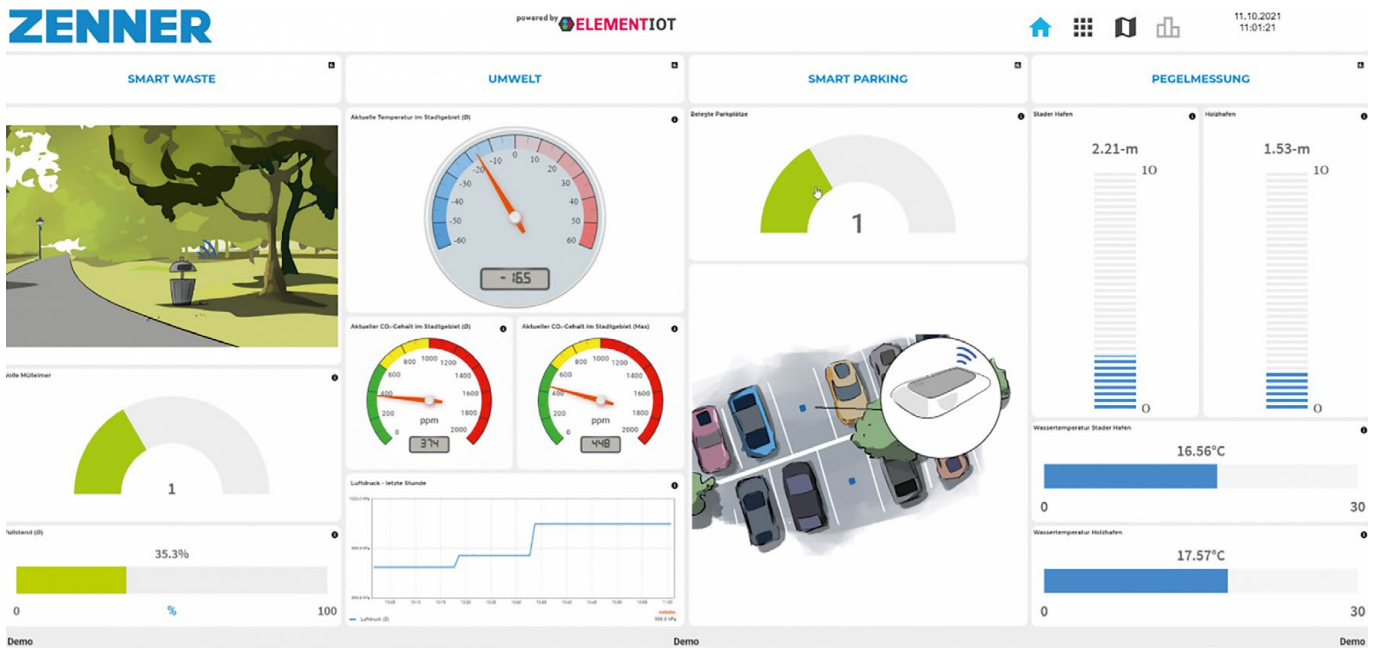 ZENNER
powered by ELEMENTIOT
11.10.2021
11:01:21
SMART WASTE
UMWELT
SMART PARKING
PEGELMESSUNG
Volle Mülleimer
1
Füllstand (Ø)
35.3%
0
%
100
Aktuelle Temperatur im Stadtgebiet (Ø)
-60
-50
-40
-30
-20
-10
0
10
20
30
40
50
60
-16.5
Aktueller CO₂-Gehalt im Stadtgebiet (Ø)
0
200
400
600
800
1000
1200
1400
1600
1800
2000
ppm
374
Aktueller CO₂-Gehalt im Stadtgebiet (Max)
0
200
400
600
800
1000
1200
1400
1600
1800
2000
ppm
448
Luftdruck - letzte Stunde
Luftdruck (Ø)
Belegte Parkplätze
1
Stader Hafen
2.21-m
10
0
Holzhafen
1.53-m
10
0
Wassertemperatur Stader Hafen
16.56°C
0
30
Wassertemperatur Holzhafen
17.57°C
0
30
Demo
Demo
Demo